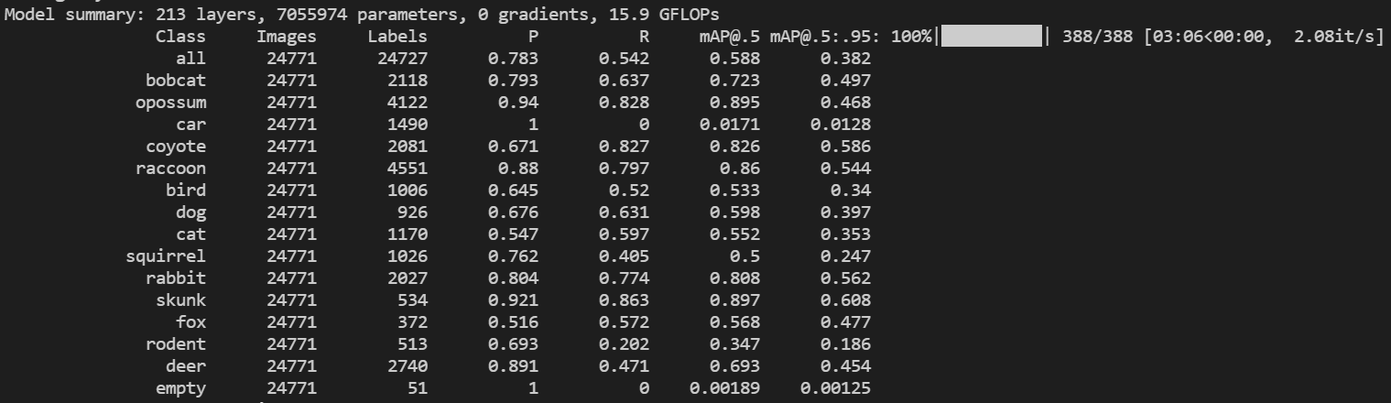 Model summary: 213 layers, 7055974 parameters, 0 gradients, 15.9 GFLOPs
Class Images Labels P R mAP@.5 mAP@.5:.95: 100%|██████████| 388/388 [03:06<00:00, 2.08it/s]
all 24771 24727 0.783 0.542 0.588 0.382
bobcat 24771 2118 0.793 0.637 0.723 0.497
opossum 24771 4122 0.94 0.828 0.895 0.468
car 24771 1490 1 0 0.0171 0.0128
coyote 24771 2081 0.671 0.827 0.826 0.586
raccoon 24771 4551 0.88 0.797 0.86 0.544
bird 24771 1006 0.645 0.52 0.533 0.34
dog 24771 926 0.676 0.631 0.598 0.397
cat 24771 1170 0.547 0.597 0.552 0.353
squirrel 24771 1026 0.762 0.405 0.5 0.247
rabbit 24771 2027 0.804 0.774 0.808 0.562
skunk 24771 534 0.921 0.863 0.897 0.608
fox 24771 372 0.516 0.572 0.568 0.477
rodent 24771 513 0.693 0.202 0.347 0.186
deer 24771 2740 0.891 0.471 0.693 0.454
empty 24771 51 1 0 0.00189 0.00125